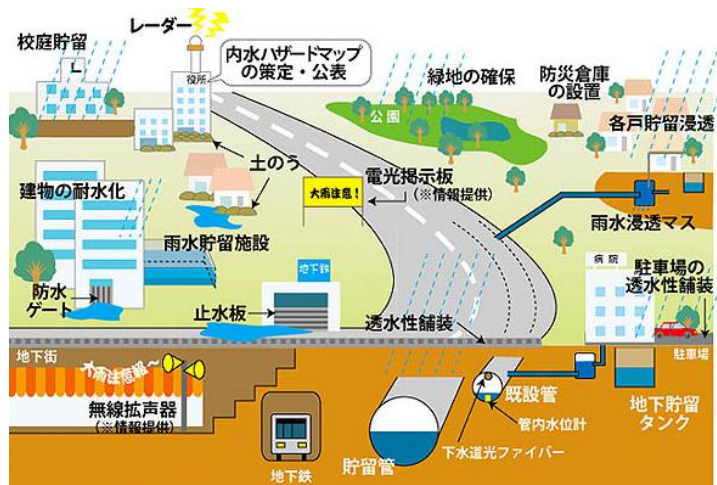 レーダー
校庭貯留
役所
内水ハザードマップ
の策定・公表
緑地の確保
公園
防災倉庫
の設置
各戸貯留浸透
土のう
建物の耐水化
大雨注意!
電光掲示板
(※情報提供)
雨水浸透マス
雨水貯留施設
地下鉄
病院
駐車場の
透水性舗装
防水
ゲート
止水板
透水性舗装
駐車場
地下街
大雨注意報~
無線拡声器
(※情報提供)
地下鉄
貯留管
既設管
管内水位計
下水道光ファイバー
地下貯留
タンク